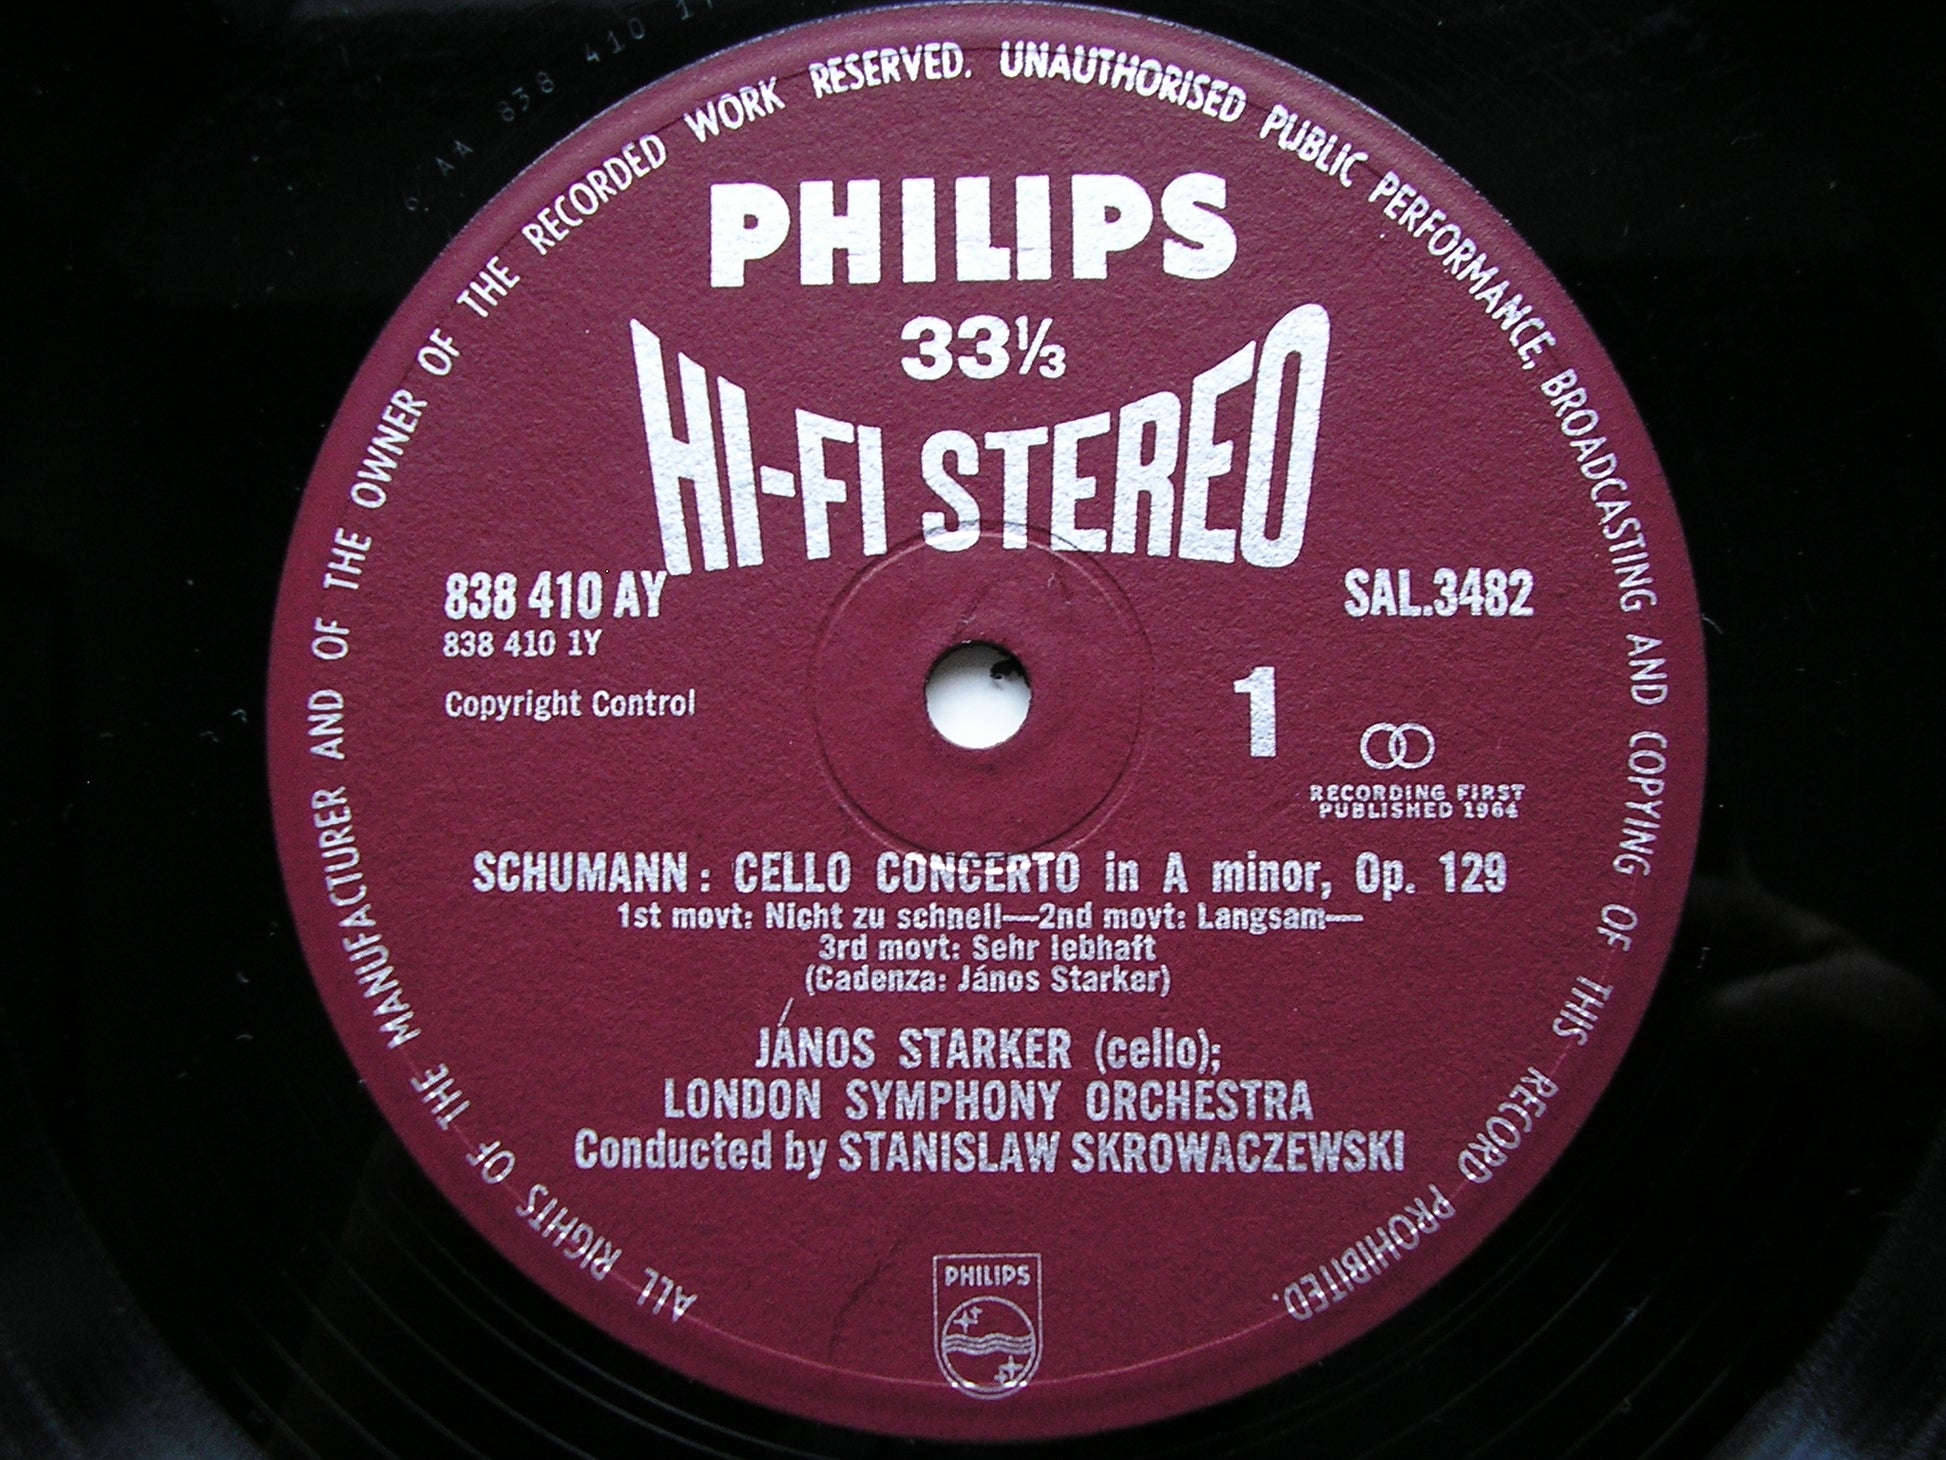 ALL RIGHTS OF THE MANUFACTURER AND OF THE OWNER OF THE RECORDED WORK RESERVED. UNAUTHORISED PUBLIC PERFORMANCE, BROADCASTING AND COPYING OF THIS RECORD PROHIBITED.
AA 838 410 1
PHILIPS
33⅓
HI-FI STEREO
838 410 AY
838 410 1Y
Copyright Control
SAL.3482
1
RECORDING FIRST
PUBLISHED 1964
SCHUMANN: CELLO CONCERTO in A minor, Op. 129
1st movt: Nicht zu schnell—2nd movt: Langsam—
3rd movt: Sehr lebhaft
(Cadenza: János Starker)
JÁNOS STARKER (cello);
LONDON SYMPHONY ORCHESTRA
Conducted by STANISLAW SKROWACZEWSKI
PHILIPS